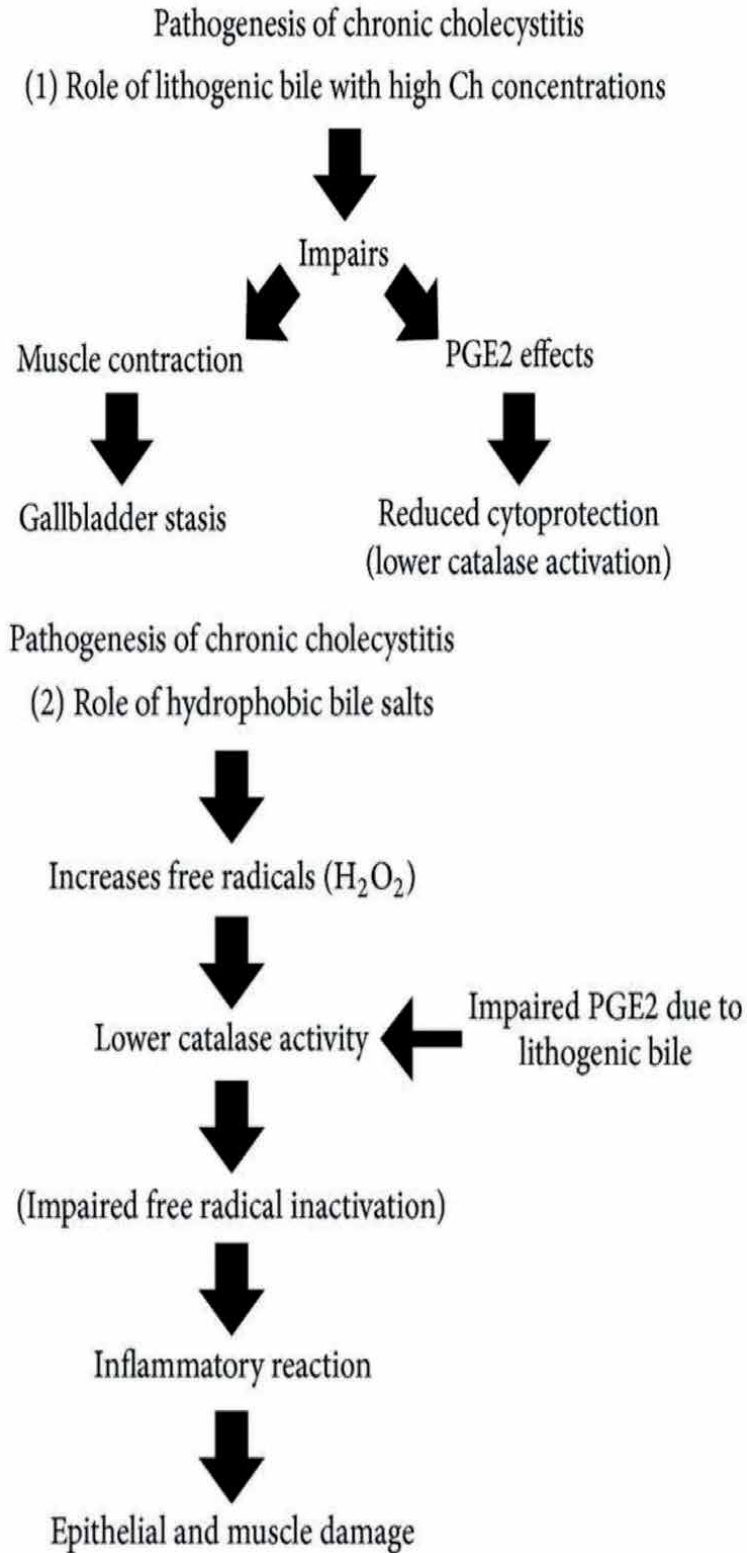 Pathogenesis of chronic cholecystitis
(1) Role of lithogenic bile with high Ch concentrations
Impairs
Muscle contraction
PGE2 effects
Gallbladder stasis
Reduced cytoprotection
(lower catalase activation)
Pathogenesis of chronic cholecystitis
(2) Role of hydrophobic bile salts
Increases free radicals (H₂O₂)
Lower catalase activity
Impaired PGE2 due to
lithogenic bile
(Impaired free radical inactivation)
Inflammatory reaction
Epithelial and muscle damage